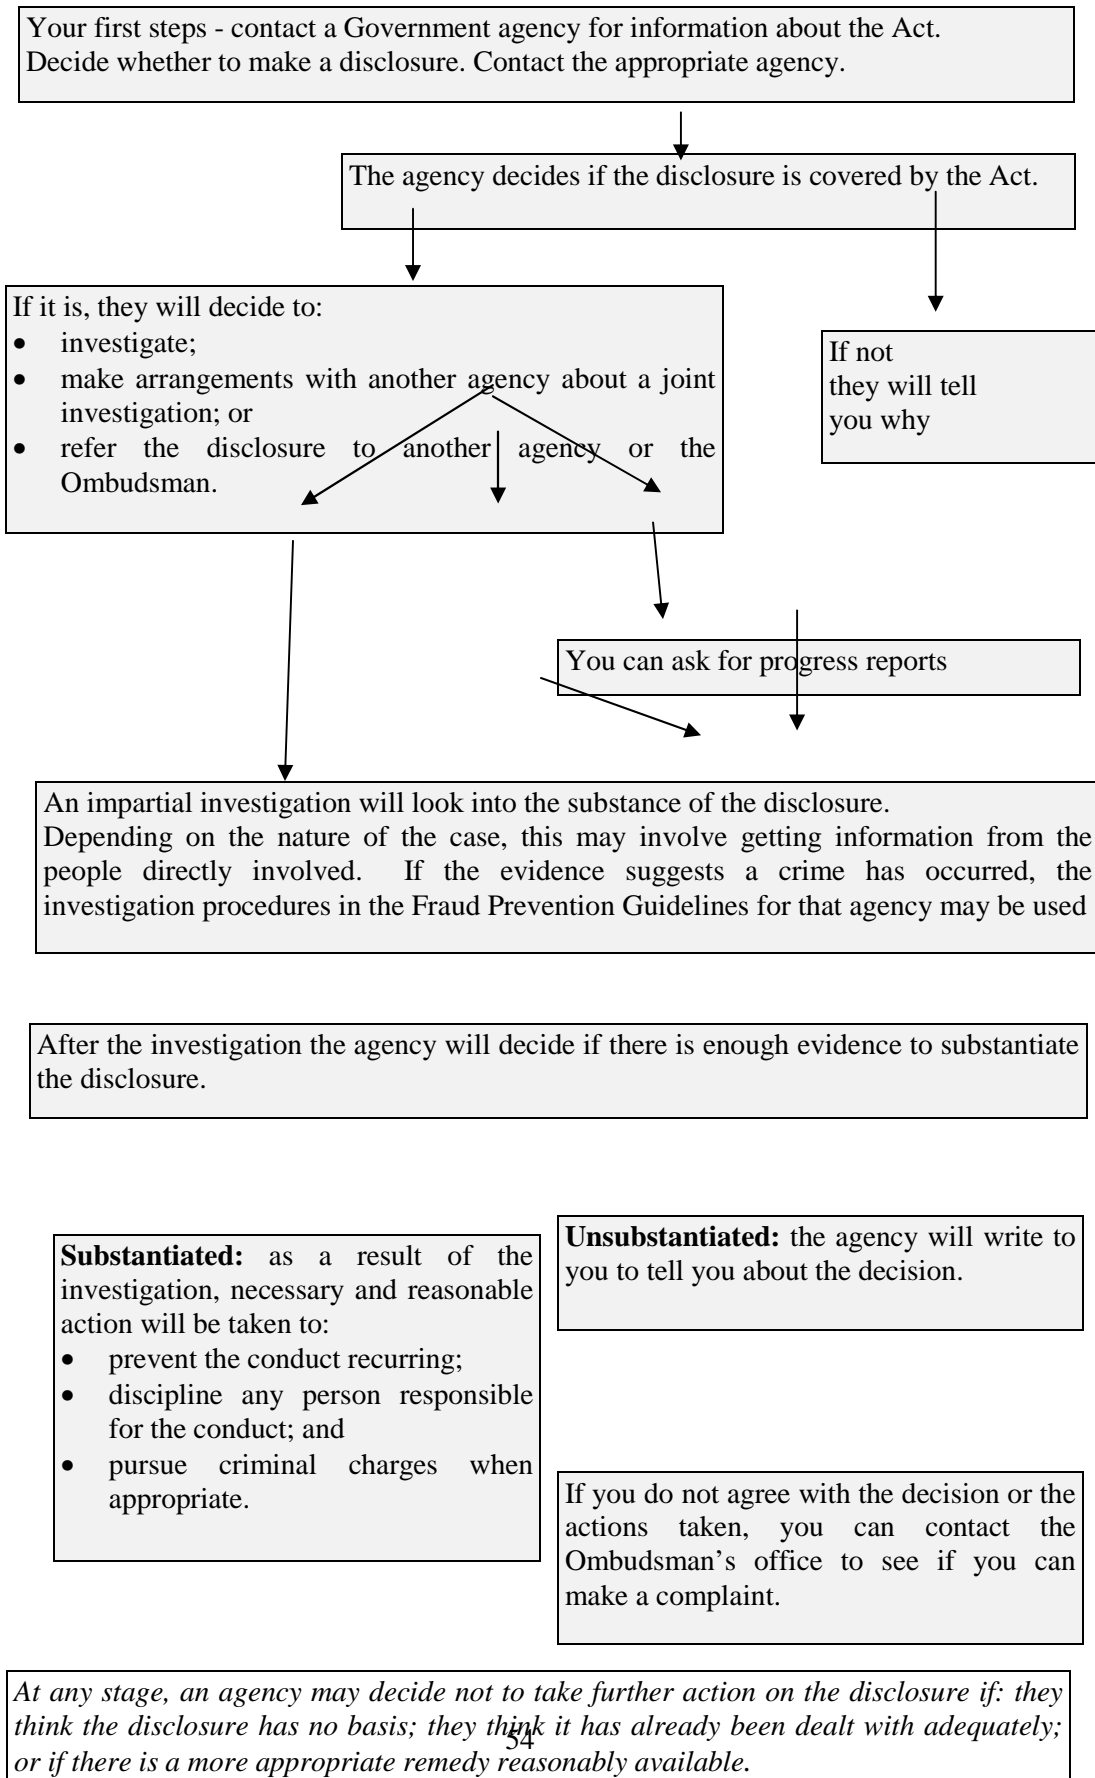 Your first steps - contact a Government agency for information about the Act.
Decide whether to make a disclosure. Contact the appropriate agency.
The agency decides if the disclosure is covered by the Act.
If it is, they will decide to:
• investigate;
• make arrangements with another agency about a joint
investigation; or
• refer the disclosure to another agency or the
Ombudsman.
If not
they will tell
you why
You can ask for progress reports
An impartial investigation will look into the substance of the disclosure.
Depending on the nature of the case, this may involve getting information from the
people directly involved. If the evidence suggests a crime has occurred, the
investigation procedures in the Fraud Prevention Guidelines for that agency may be used
After the investigation the agency will decide if there is enough evidence to substantiate
the disclosure.
Substantiated: as a result of the
investigation, necessary and reasonable
action will be taken to:
• prevent the conduct recurring;
• discipline any person responsible
for the conduct; and
• pursue criminal charges when
appropriate.
Unsubstantiated: the agency will write to
you to tell you about the decision.
If you do not agree with the decision or the
actions taken, you can contact the
Ombudsman’s office to see if you can
make a complaint.
At any stage, an agency may decide not to take further action on the disclosure if: they
think the disclosure has no basis; they think it has already been dealt with adequately;
or if there is a more appropriate remedy reasonably available.
54